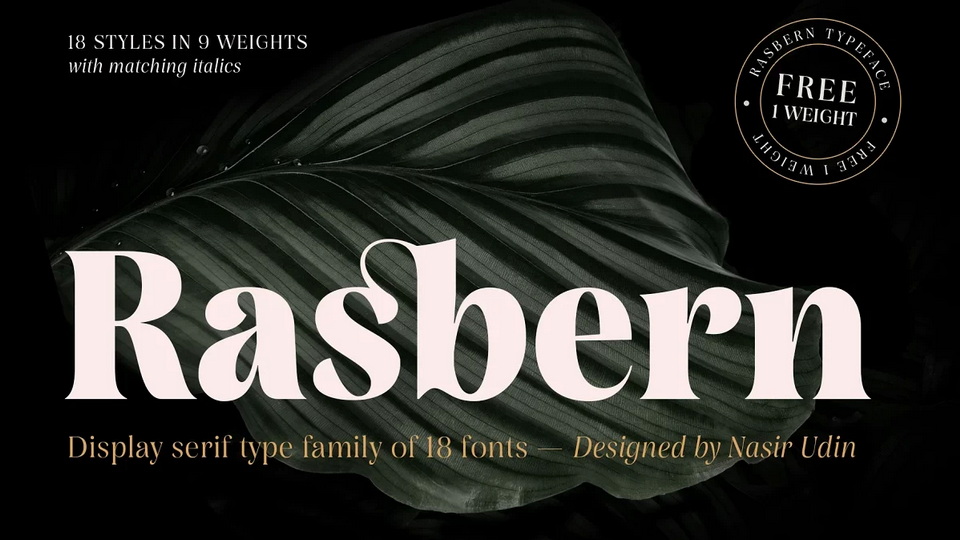 18 STYLES IN 9 WEIGHTS
with matching italics
RASBERN TYPEFACE
FREE
1 WEIGHT
FREE 1 WEIGHT
Rasbern
Display serif type family of 18 fonts — Designed by Nasir Udin